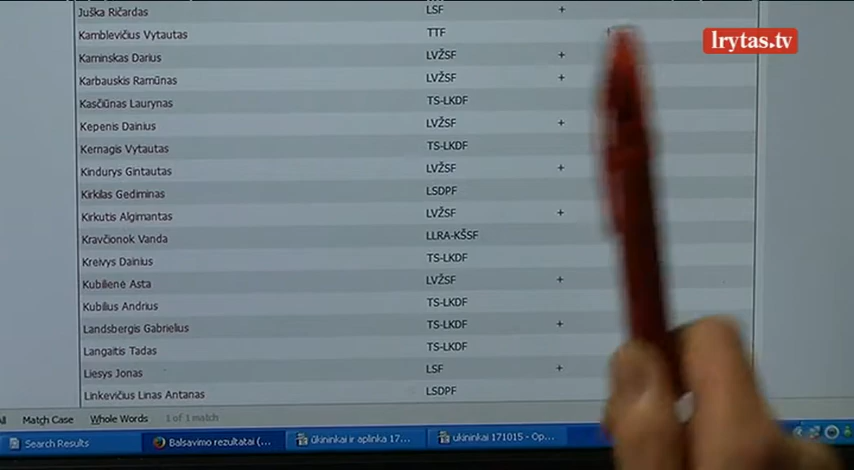 lrytas.tv
Juška Ričardas LSF +
Kamblevičius Vytautas TTF
Kaminskas Darius LVŽSF +
Karbauskis Ramūnas LVŽSF +
Kasčiūnas Laurynas TS-LKDF
Kepenis Dainius LVŽSF +
Kernagis Vytautas TS-LKDF
Kindurys Gintautas LVŽSF +
Kirkilas Gediminas LSDPF
Kirkutis Algimantas LVŽSF +
Kravčionok Vanda LLRA-KŠSF
Kreivys Dainius TS-LKDF
Kubilienė Asta LVŽSF +
Kubilius Andrius TS-LKDF
Landsbergis Gabrielius TS-LKDF +
Langaitis Tadas TS-LKDF
Liesys Jonas LSF +
Linkevičius Linas Antanas LSDPF
Match Case Whole Words 1 of 1 match
Search Results Balsavimo rezultatai (... ūkininkai ir aplinka 17... ukininkai 171015 - Op...